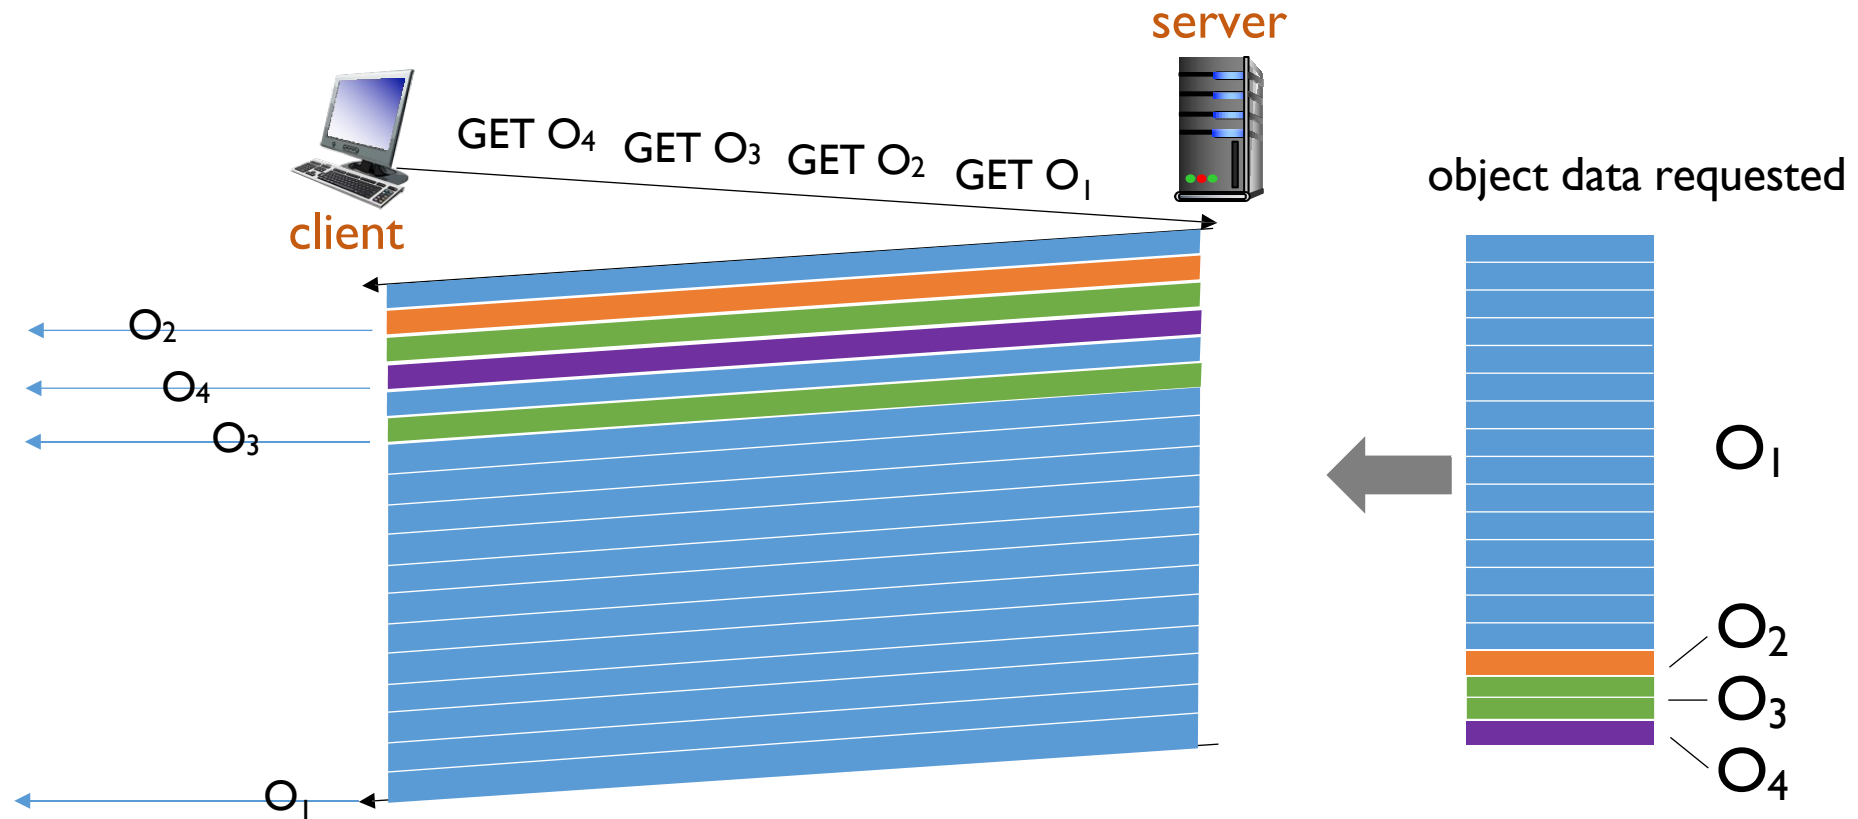 server
GET O₄ GET O₃ GET O₂ GET O₁
object data requested
client
O₂
O₄
O₃
O₁
O₂
O₃
O₄
O₁